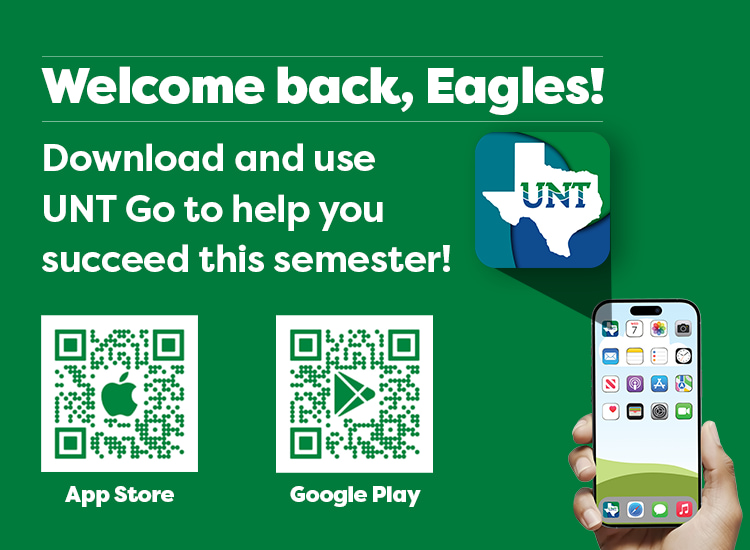 Welcome back, Eagles!
Download and use
UNT Go to help you
succeed this semester!
UNT
App Store
Google Play
7